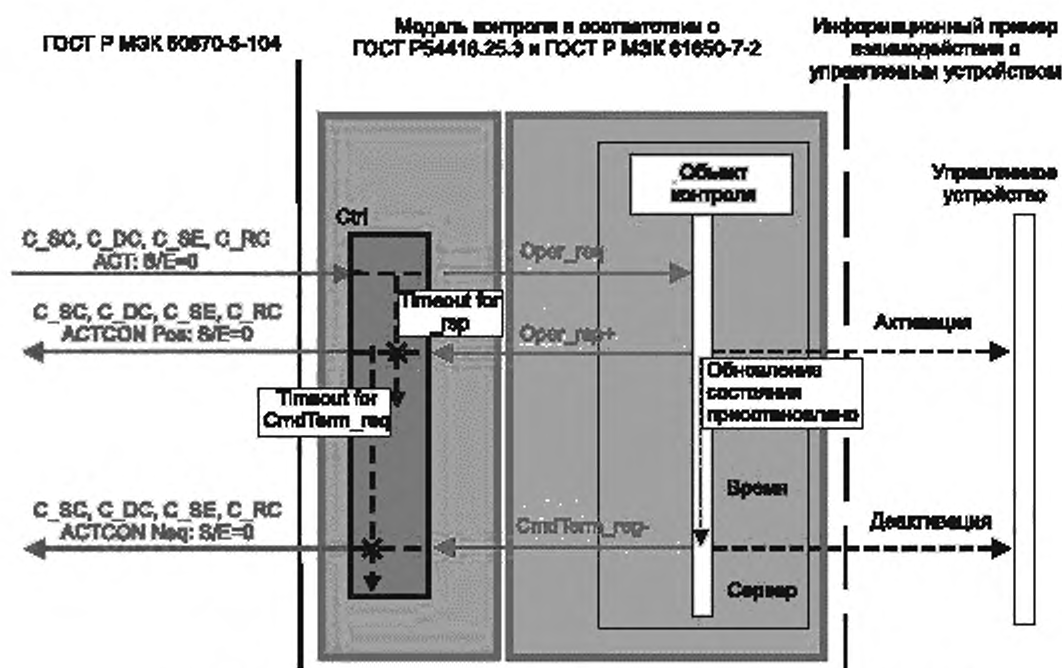 ГОСТ Р МЭК 60870-5-104
Модель контроля в соответствии с
ГОСТ Р54418.25.3 и ГОСТ Р МЭК 61850-7-2
Информационный пример
взаимодействия с
управляемым устройством
Объект
контроля
Управляемое
устройство
Ctrl
C_SC, C_DC, C_SE, C_RC
ACT: S/E=0
Oper_req
Timeout for
_rsp
C_SC, C_DC, C_SE, C_RC
ACTCON Pos: S/E=0
Oper_rsp+
Активация
Обновления
состояния
приостановлено
Timeout for
CmdTerm_req
Время
C_SC, C_DC, C_SE, C_RC
ACTCON Neq: S/E=0
CmdTerm_req-
Деактивация
Сервер